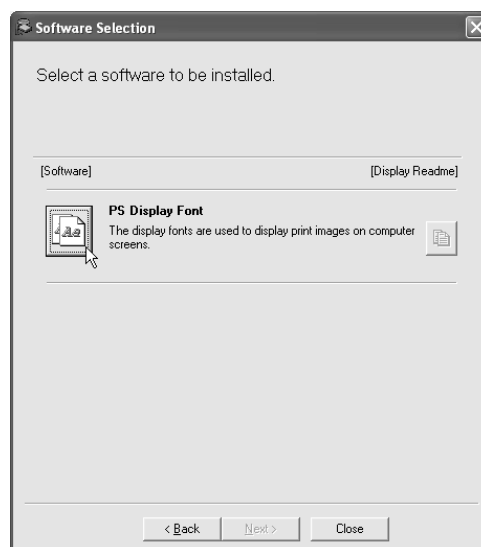 Software Selection
Select a software to be installed.
[Software] [Display Readme]
PS Display Font
The display fonts are used to display print images on computer
screens.
< Back Next > Close